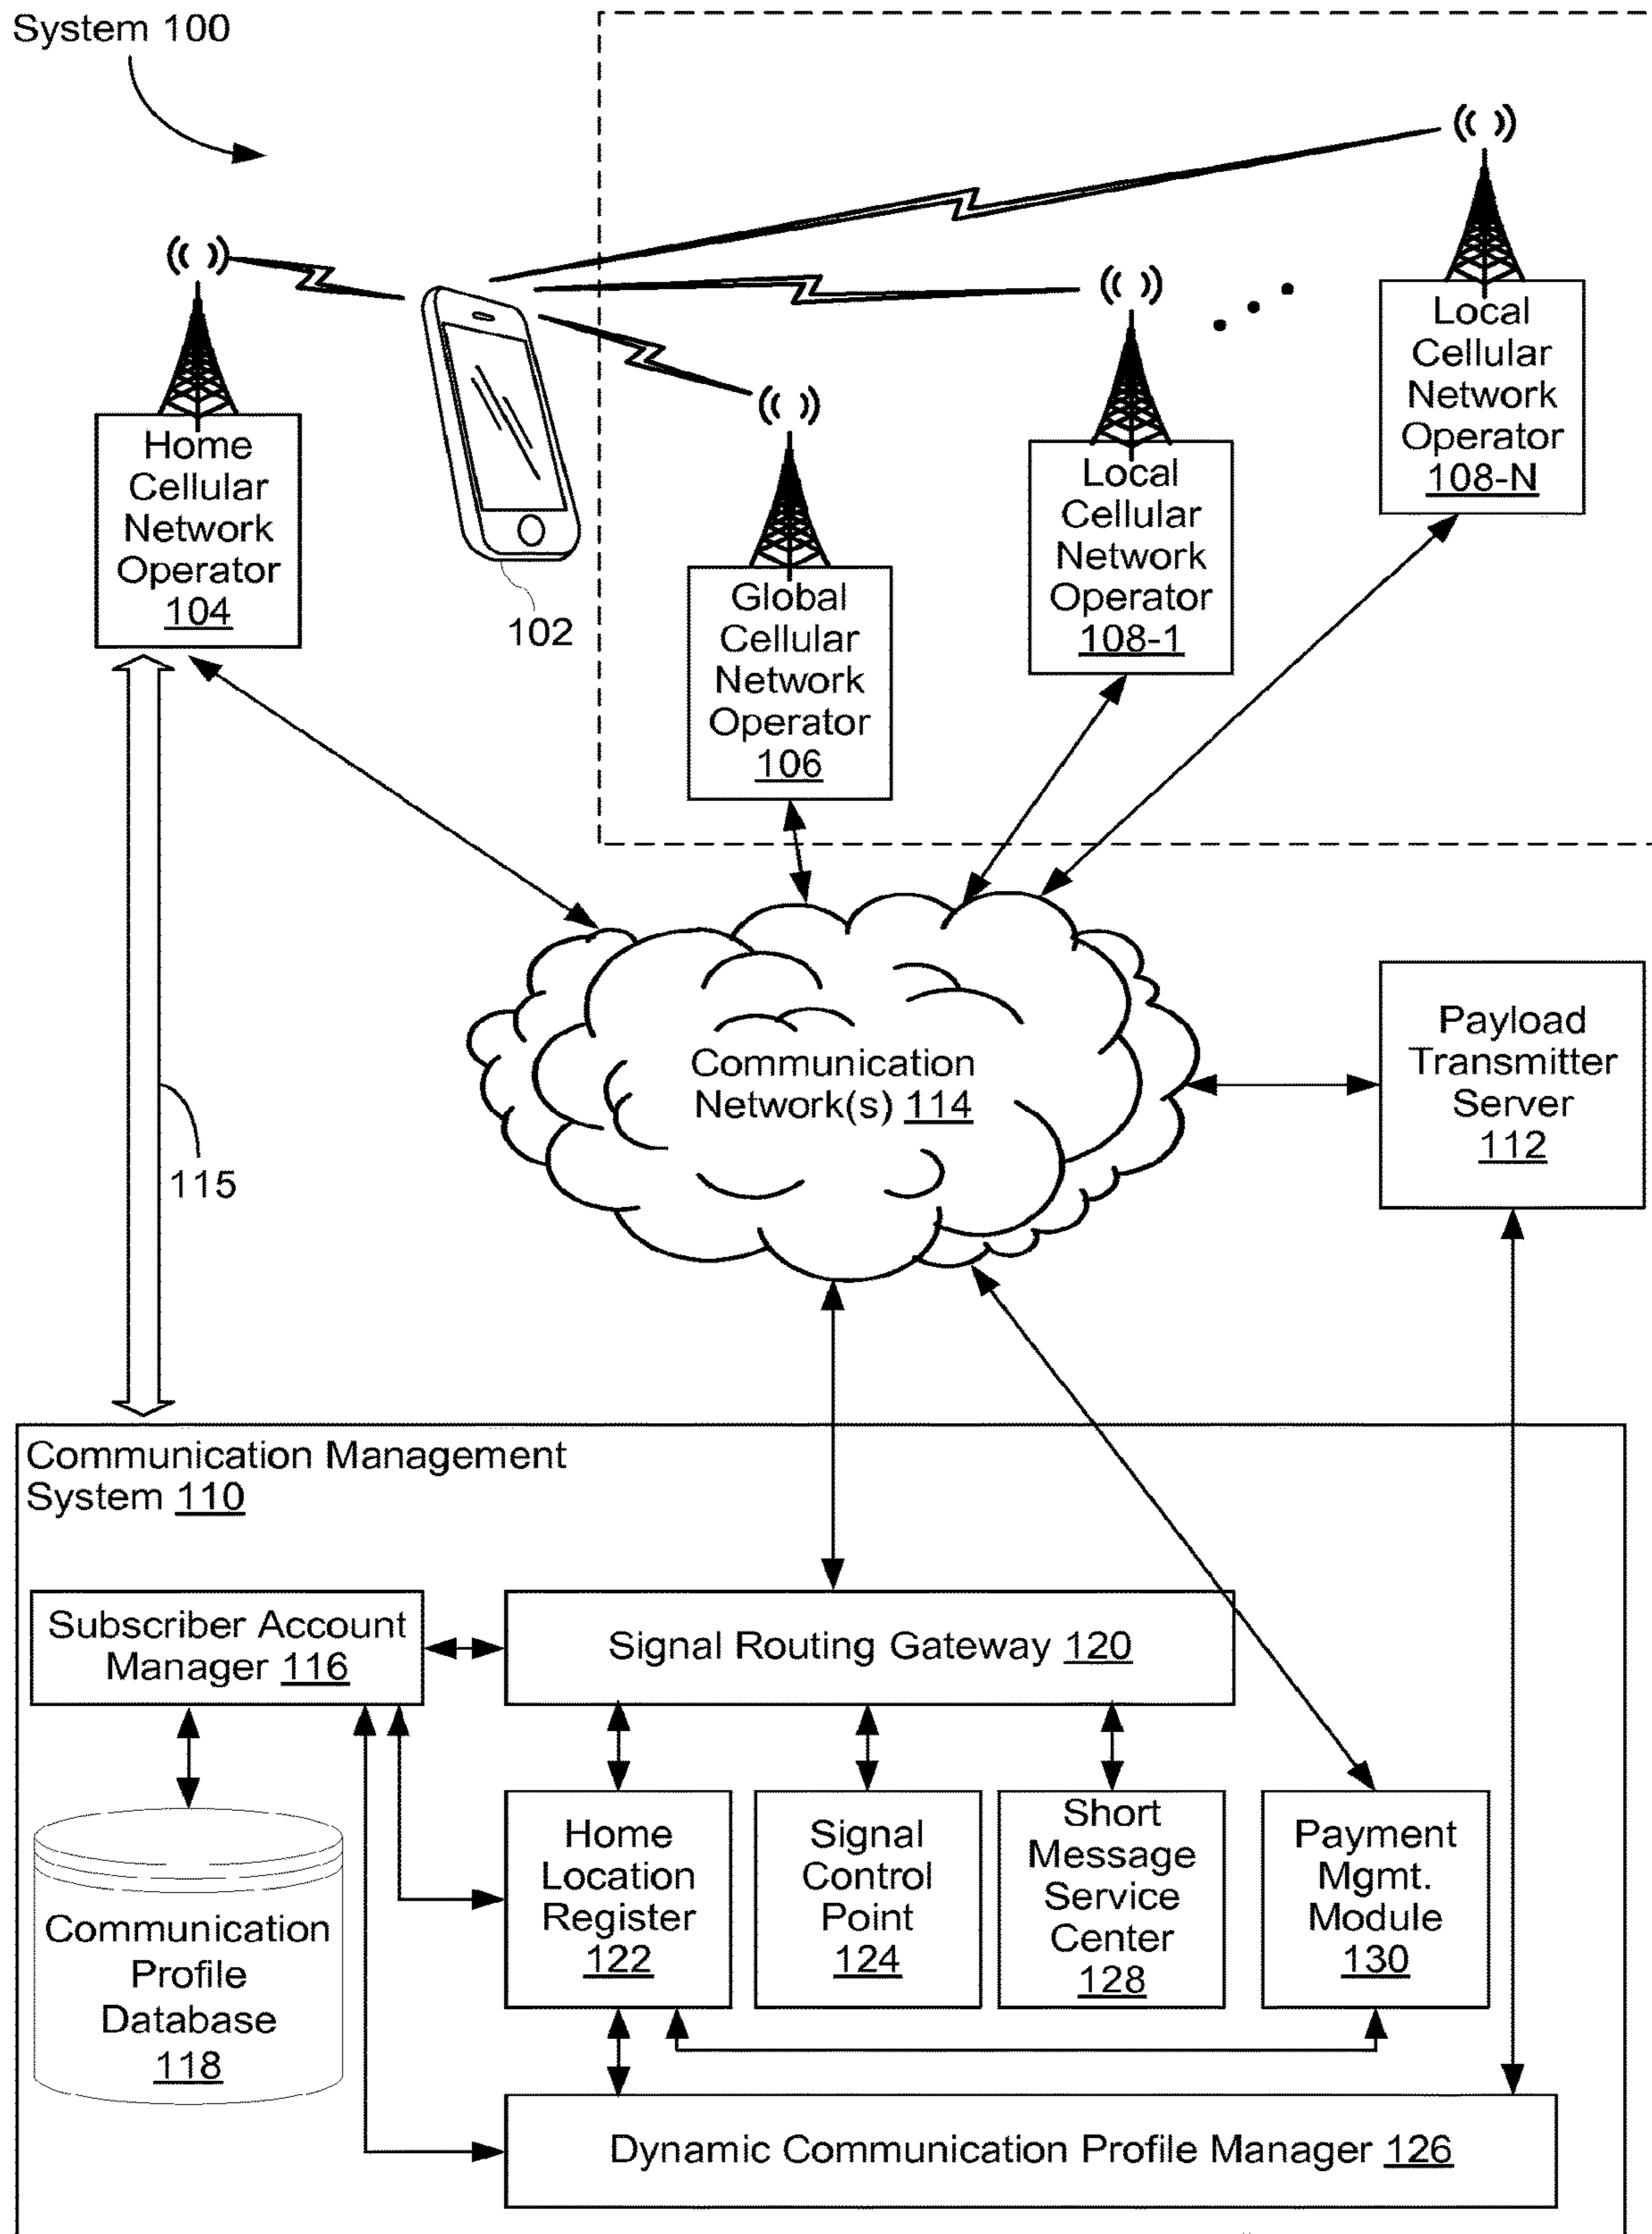 System 100
Local
Cellular
Network
Operator
108-N
Home
Cellular
Network
Operator
104
Local
Cellular
Network
Operator
108-1
Global
Cellular
Network
Operator
106
102
Communication
Network(s) 114
Payload
Transmitter
Server
112
115
Communication Management
System 110
Subscriber Account
Manager 116
Signal Routing Gateway 120
Communication
Profile
Database
118
Home
Location
Register
122
Signal
Control
Point
124
Short
Message
Service
Center
128
Payment
Mgmt.
Module
130
Dynamic Communication Profile Manager 126